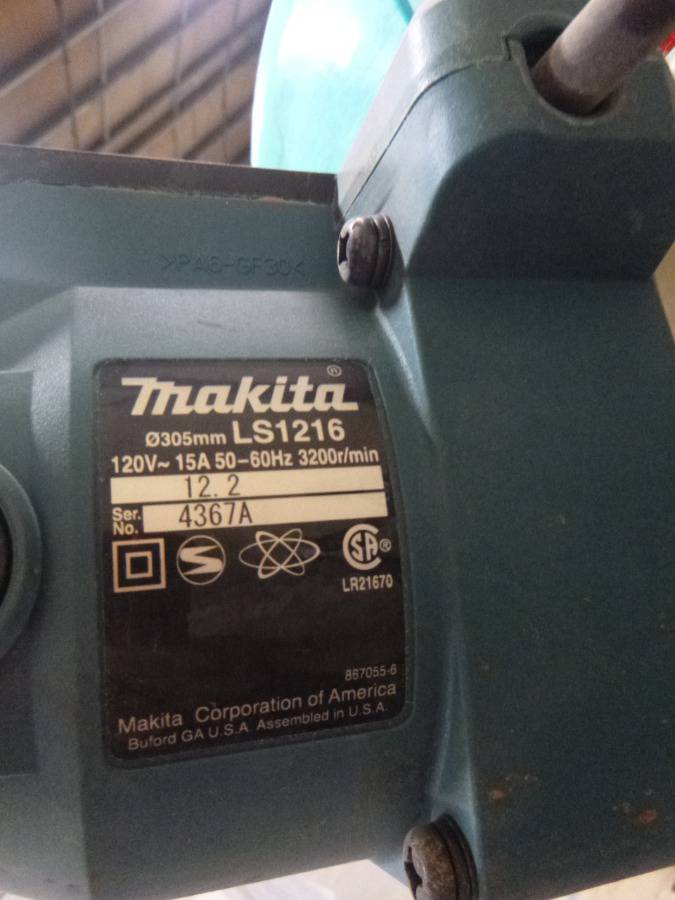 >PA6-GF30<
Makita®
Ø305mm LS1216
120V~ 15A 50-60Hz 3200r/min
12.2
Ser. No. 4367A
SA®
LR21670
867055-6
Makita Corporation of America
Buford GA U.S.A. Assembled in U.S.A.